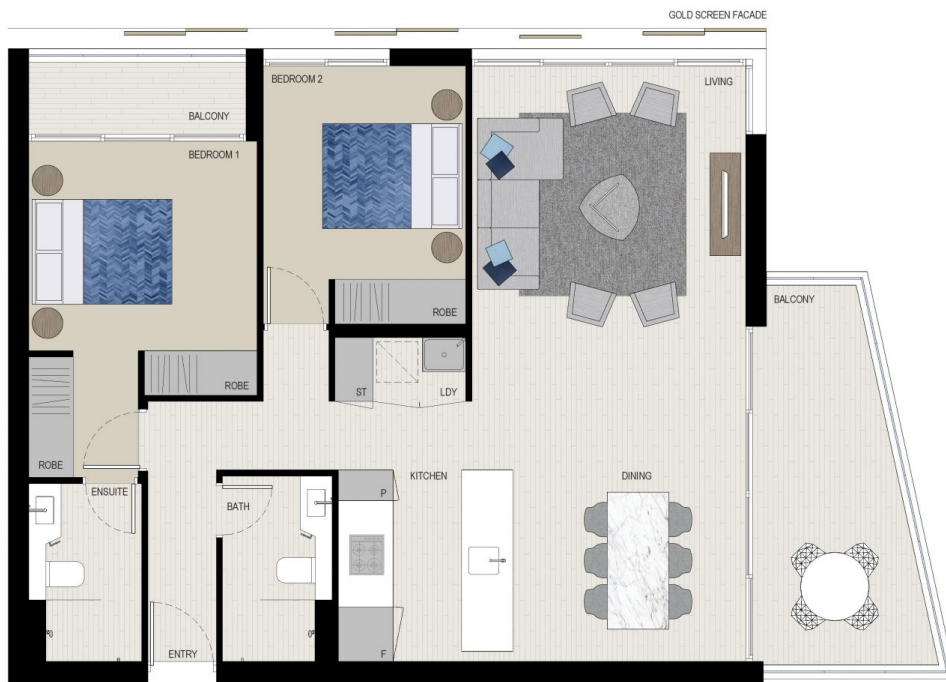 GOLD SCREEN FACADE
BEDROOM 2
LIVING
BALCONY
BEDROOM 1
BALCONY
ROBE
ROBE
ST
LDY
ROBE
KITCHEN
DINING
ENSUITE
P
BATH
ENTRY
F